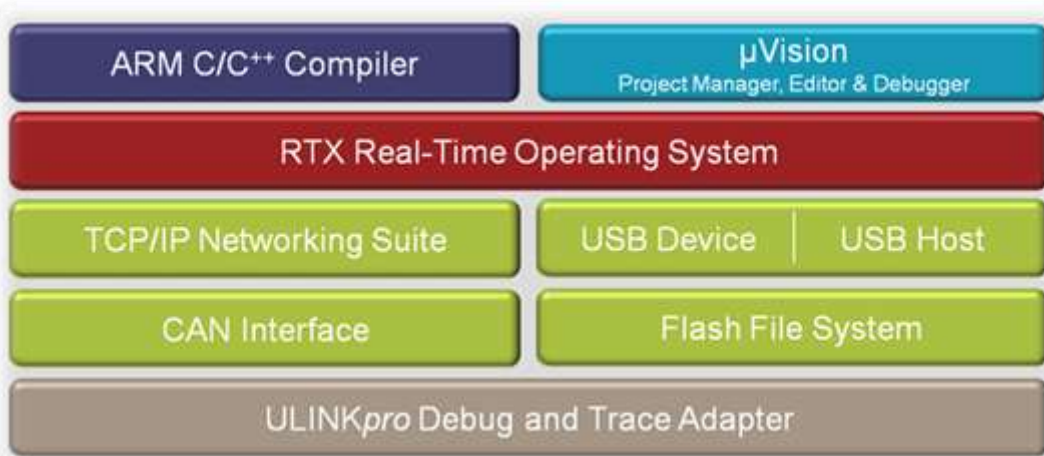 ARM C/C++ Compiler
µVision
Project Manager, Editor & Debugger
RTX Real-Time Operating System
TCP/IP Networking Suite
USB Device
USB Host
CAN Interface
Flash File System
ULINKpro Debug and Trace Adapter